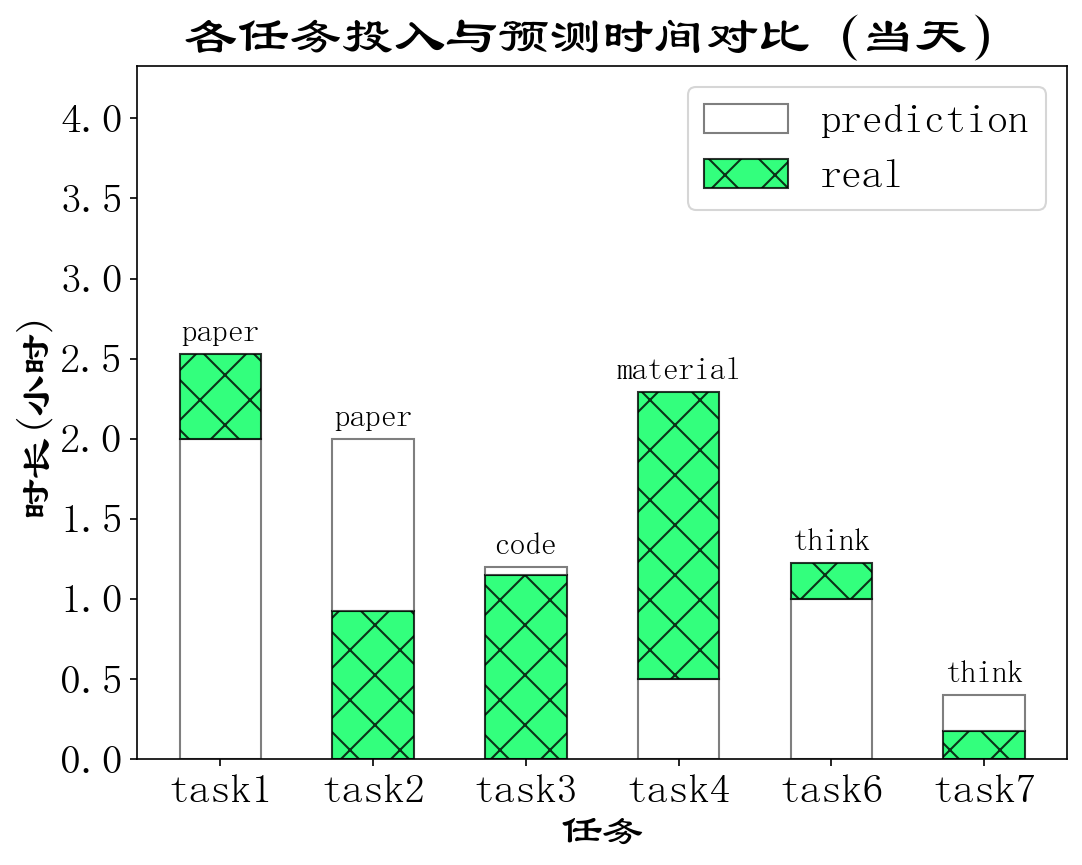 各任务投入与预测时间对比 (当天)
prediction
real
时长(小时)
4.0
3.5
3.0
2.5
2.0
1.5
1.0
0.5
0.0
paper
paper
code
material
think
think
task1 task2 task3 task4 task6 task7
任务